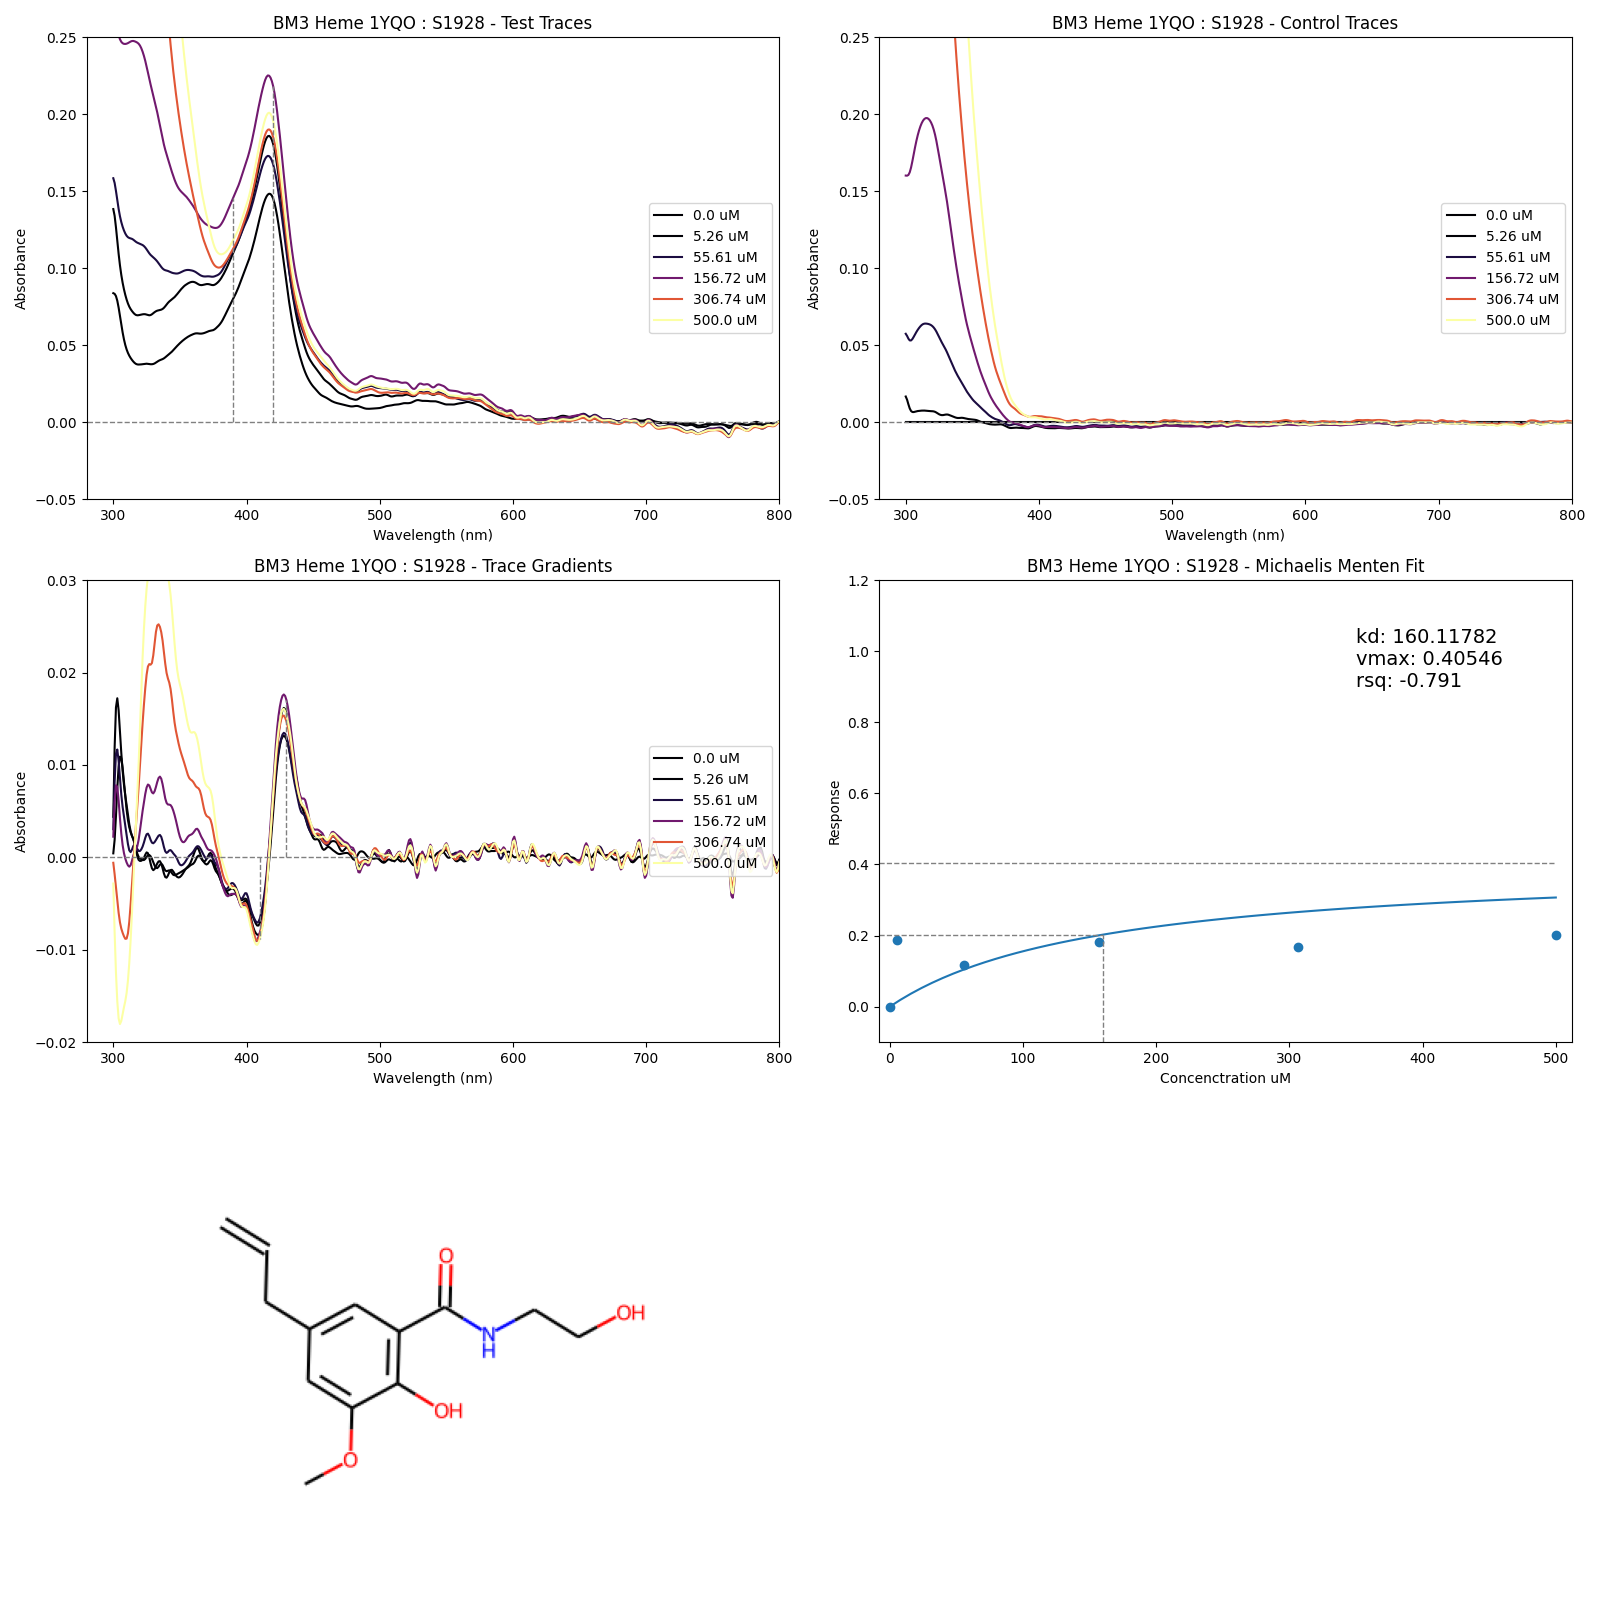 BM3 Heme 1YQO : S1928 - Test Traces
0.25
0.20
0.15
0.10
0.05
0.00
−0.05
Absorbance
0.0 uM
5.26 uM
55.61 uM
156.72 uM
306.74 uM
500.0 uM
300 400 500 600 700 800
Wavelength (nm)
BM3 Heme 1YQO : S1928 - Control Traces
0.25
0.20
0.15
0.10
0.05
0.00
−0.05
Absorbance
0.0 uM
5.26 uM
55.61 uM
156.72 uM
306.74 uM
500.0 uM
300 400 500 600 700 800
Wavelength (nm)
BM3 Heme 1YQO : S1928 - Trace Gradients
0.03
0.02
0.01
0.00
−0.01
−0.02
Absorbance
0.0 uM
5.26 uM
55.61 uM
156.72 uM
306.74 uM
500.0 uM
300 400 500 600 700 800
Wavelength (nm)
BM3 Heme 1YQO : S1928 - Michaelis Menten Fit
1.2
1.0
0.8
0.6
0.4
0.2
0.0
Response
kd: 160.11782
vmax: 0.40546
rsq: -0.791
0 100 200 300 400 500
Concenctration uM
O
OH
N
H
OH
O